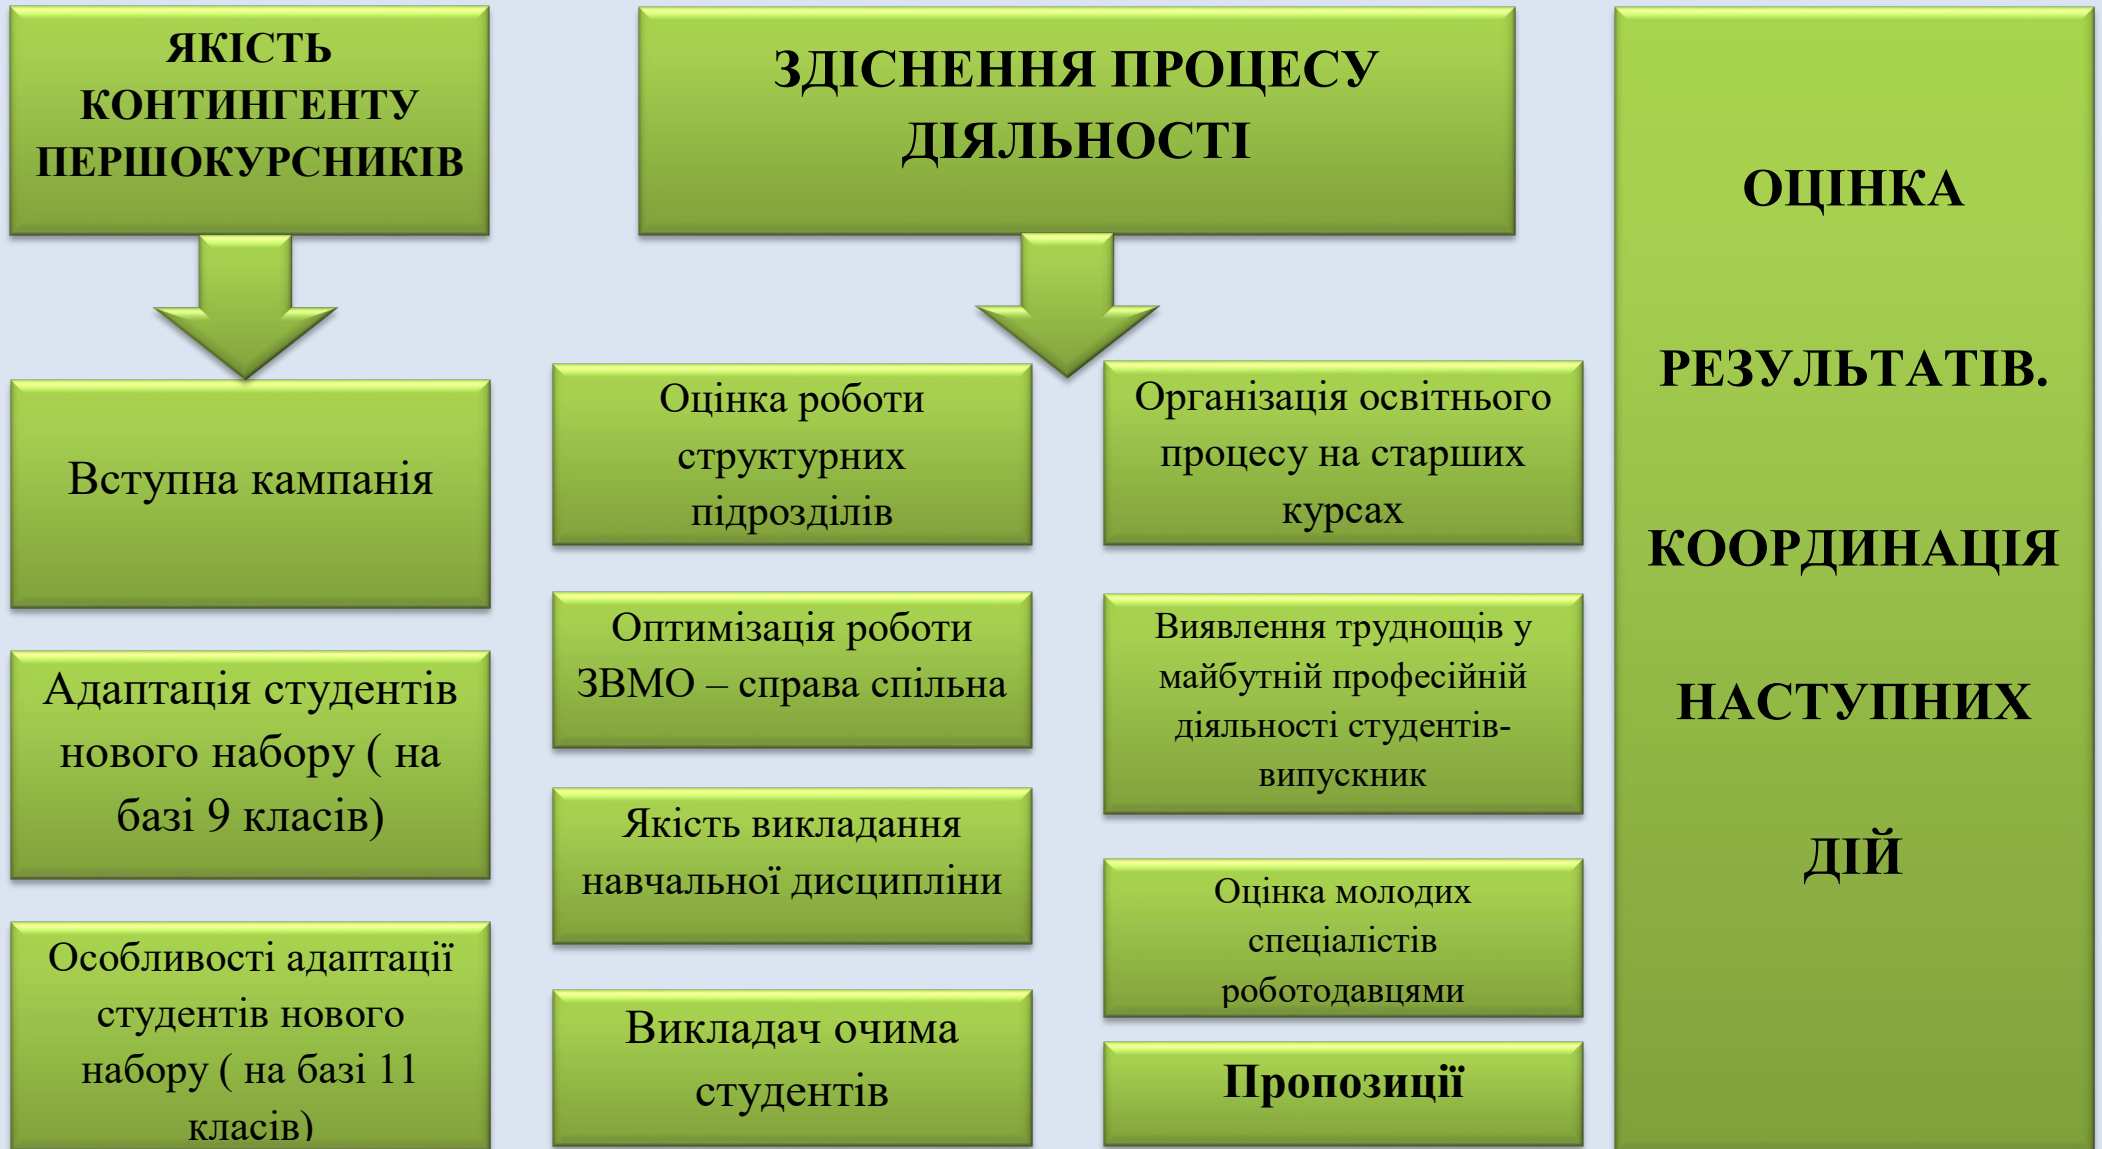 ЯКІСТЬ
КОНТИНГЕНТУ
ПЕРШОКУРСНИКІВ
Вступна кампанія
Адаптація студентів
нового набору ( на
базі 9 класів)
Особливості адаптації
студентів нового
набору ( на базі 11
класів)
ЗДІСНЕННЯ ПРОЦЕСУ
ДІЯЛЬНОСТІ
Оцінка роботи
структурних
підрозділів
Оптимізація роботи
ЗВМО – справа спільна
Якість викладання
навчальної дисципліни
Викладач очима
студентів
Організація освітнього
процесу на старших
курсах
Виявлення труднощів у
майбутній професійній
діяльності студентів-
випускник
Оцінка молодих
спеціалістів
роботодавцями
Пропозиції
ОЦІНКА
РЕЗУЛЬТАТІВ.
КООРДИНАЦІЯ
НАСТУПНИХ
ДІЙ